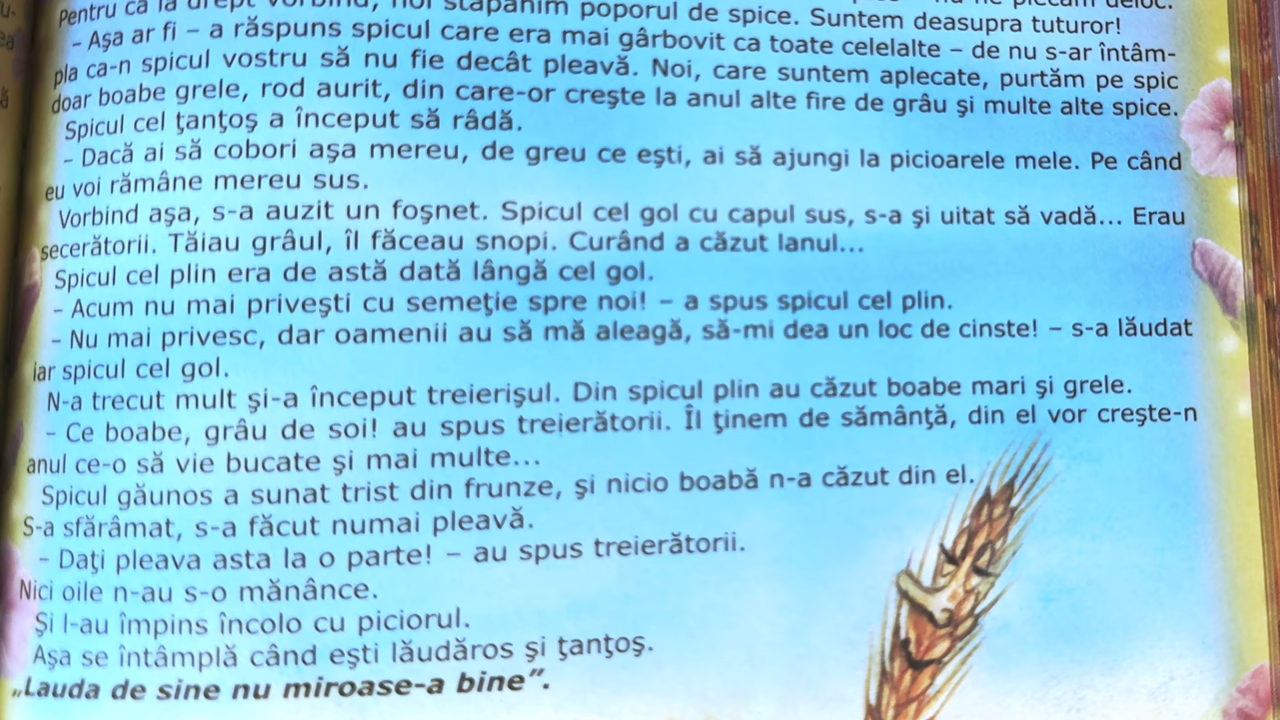 Pentru că la drept vorbind, noi stăpânim poporul de spice. Suntem deasupra tuturor!
- Aşa ar fi – a răspuns spicul care era mai gârbovit ca toate celelalte – de nu s-ar întâm-
pla ca-n spicul vostru să nu fie decât pleavă. Noi, care suntem aplecate, purtăm pe spic
doar boabe grele, rod aurit, din care-or creşte la anul alte fire de grâu şi multe alte spice.
Spicul cel ţanţoş a început să râdă.
- Dacă ai să cobori aşa mereu, de greu ce eşti, ai să ajungi la picioarele mele. Pe când
eu voi rămâne mereu sus.
Vorbind aşa, s-a auzit un foşnet. Spicul cel gol cu capul sus, s-a şi uitat să vadă... Erau
secerătorii. Tăiau grâul, îl făceau snopi. Curând a căzut lanul...
Spicul cel plin era de astă dată lângă cel gol.
- Acum nu mai priveşti cu semeţie spre noi! – a spus spicul cel plin.
- Nu mai privesc, dar oamenii au să mă aleagă, să-mi dea un loc de cinste! – s-a lăudat
iar spicul cel gol.
N-a trecut mult şi-a început treierişul. Din spicul plin au căzut boabe mari şi grele.
- Ce boabe, grâu de soi! au spus treierătorii. Îl ţinem de sămânţă, din el vor creşte-n
anul ce-o să vie bucate şi mai multe...
Spicul găunos a sunat trist din frunze, şi nicio boabă n-a căzut din el.
S-a sfărâmat, s-a făcut numai pleavă.
- Daţi pleava asta la o parte! – au spus treierătorii.
Nici oile n-au s-o mănânce.
Şi l-au împins încolo cu piciorul.
Aşa se întâmplă când eşti lăudăros şi ţanţoş.
„Lauda de sine nu miroase-a bine”.